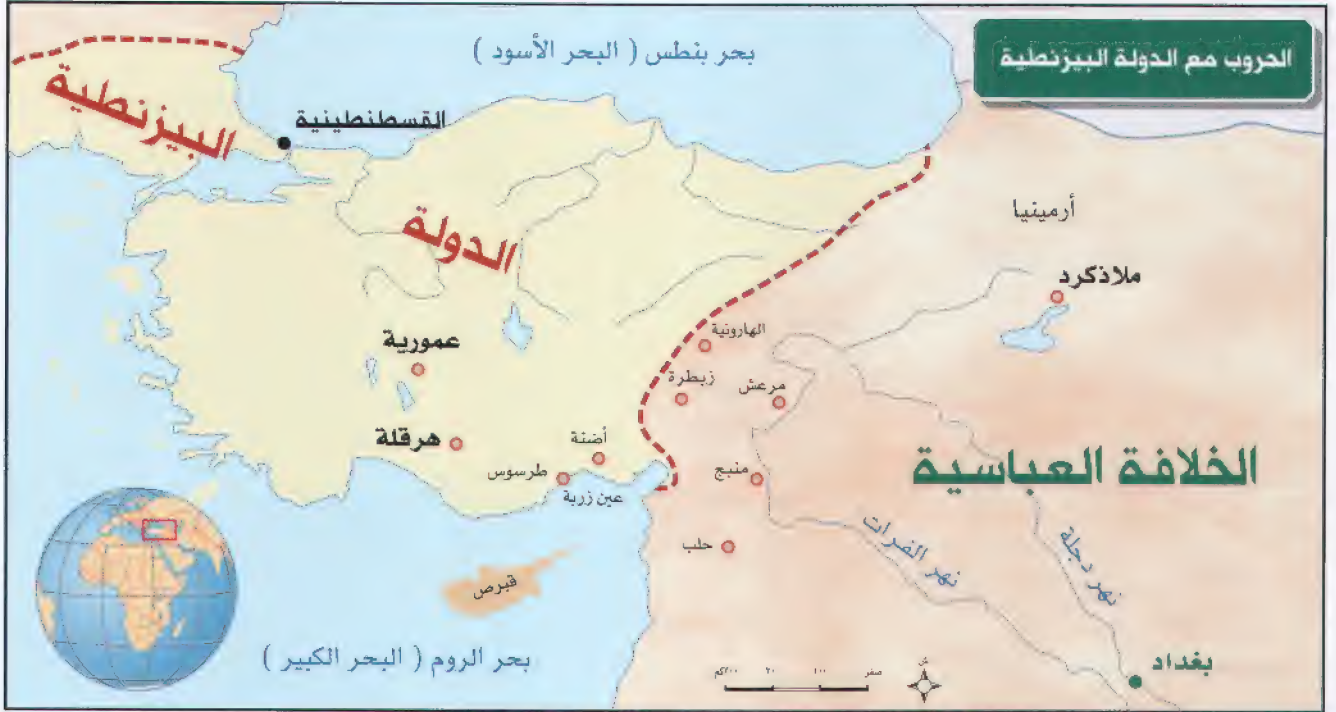 الحروب مع الدولة البيزنطية
بحر بنطس ( البحر الأسود )
البيزنطية
القسطنطينية
الدولة
أرمينيا
ملاذكرد
الهارونية
عمورية
زبطرة
مرعش
هرقلة
أضنة
طرسوس
عين زربة
منبج
الخلافة العباسية
حلب
نهر الفرات
نهر دجلة
قبرص
بحر الروم ( البحر الكبير )
بغداد
صفر
١٠٠
ش